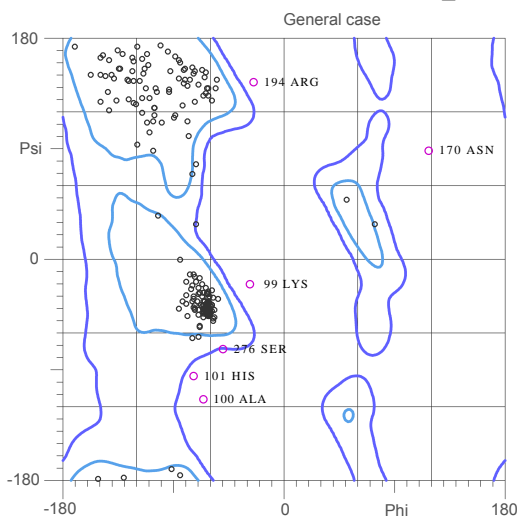 General case
180
194 ARG
Psi
170 ASN
0
99 LYS
276 SER
101 HIS
100 ALA
-180
-180
0
Phi
180